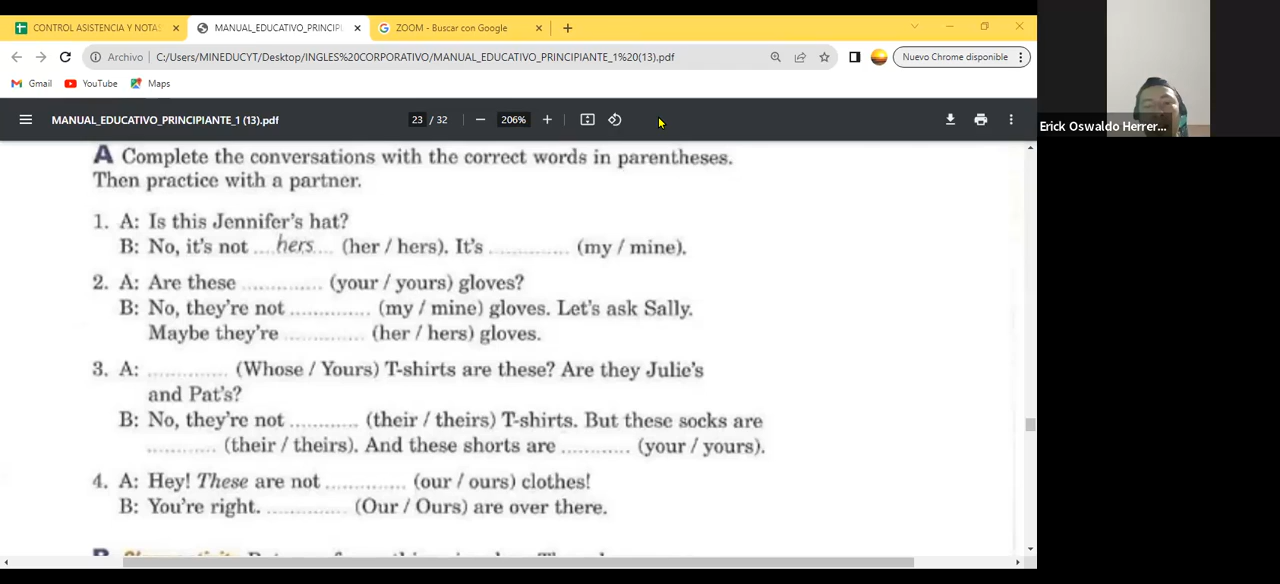 CONTROL ASISTENCIA Y NOTAS
MANUAL_EDUCATIVO_PRINCIPI
ZOOM - Buscar con Google
Archivo C:/Users/MINEDUCYT/Desktop/INGLES%20CORPORATIVO/MANUAL_EDUCATIVO_PRINCIPIANTE_1%20(13).pdf
Nuevo Chrome disponible
Gmail YouTube Maps
MANUAL_EDUCATIVO_PRINCIPIANTE_1 (13).pdf
23 / 32
206%
Erick Oswaldo Herrer...
A Complete the conversations with the correct words in parentheses.
Then practice with a partner.
1. A: Is this Jennifer's hat?
B: No, it's not ....hers.... (her / hers). It's .............. (my / mine).
2. A: Are these .............. (your / yours) gloves?
B: No, they're not .............. (my / mine) gloves. Let's ask Sally.
Maybe they're .............. (her / hers) gloves.
3. A: .............. (Whose / Yours) T-shirts are these? Are they Julie's
and Pat's?
B: No, they're not .............. (their / theirs) T-shirts. But these socks are
.............. (their / theirs). And these shorts are .............. (your / yours).
4. A: Hey! These are not .............. (our / ours) clothes!
B: You're right. .............. (Our / Ours) are over there.